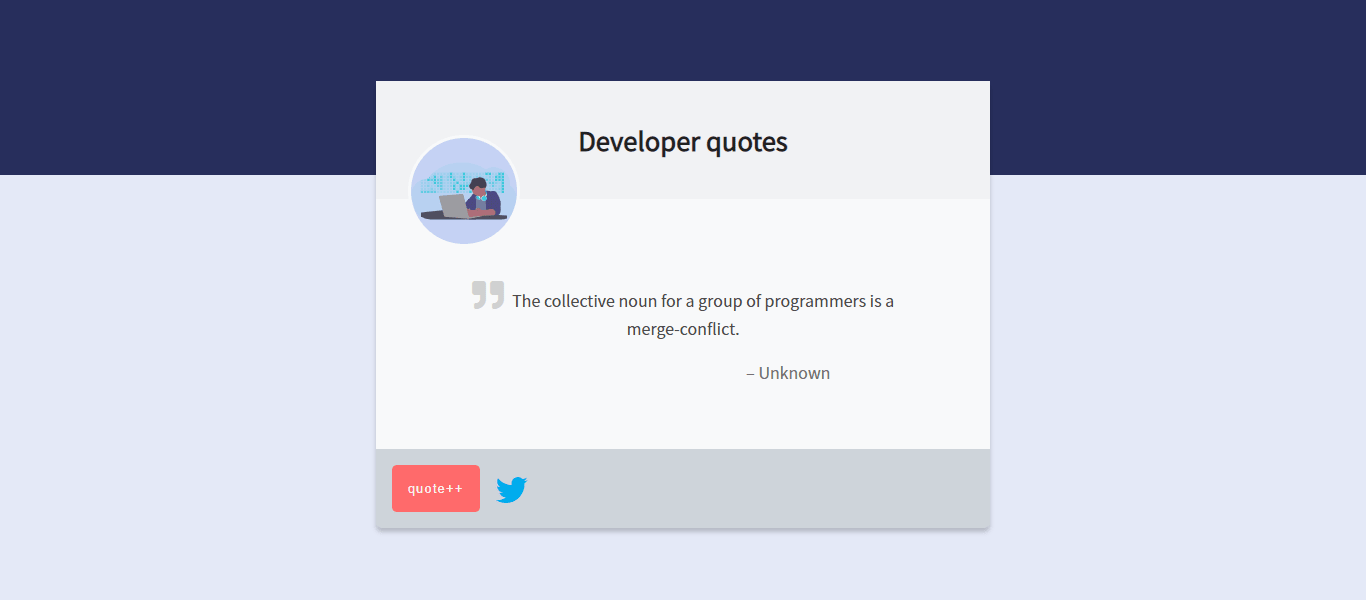 Developer quotes
The collective noun for a group of programmers is a
merge-conflict.
– Unknown
quote++